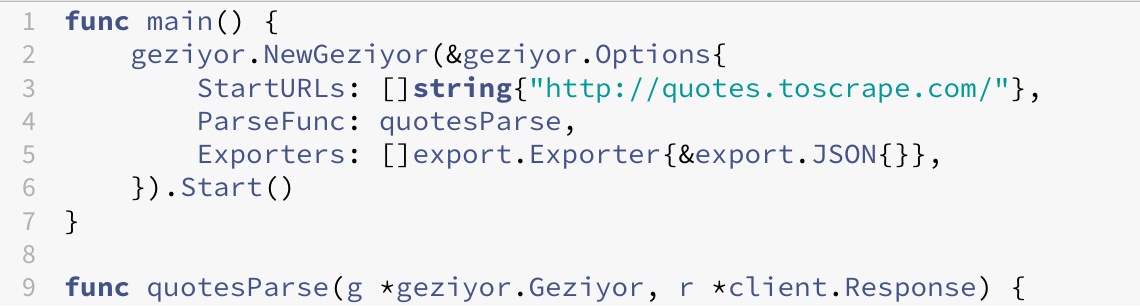 1 func main() {
2     geziyor.NewGeziyor(&geziyor.Options{
3         StartURLs: []string{"http://quotes.toscrape.com/"},
4         ParseFunc: quotesParse,
5         Exporters: []export.Exporter{&export.JSON{}},
6     }).Start()
7 }
8
9 func quotesParse(g *geziyor.Geziyor, r *client.Response) {